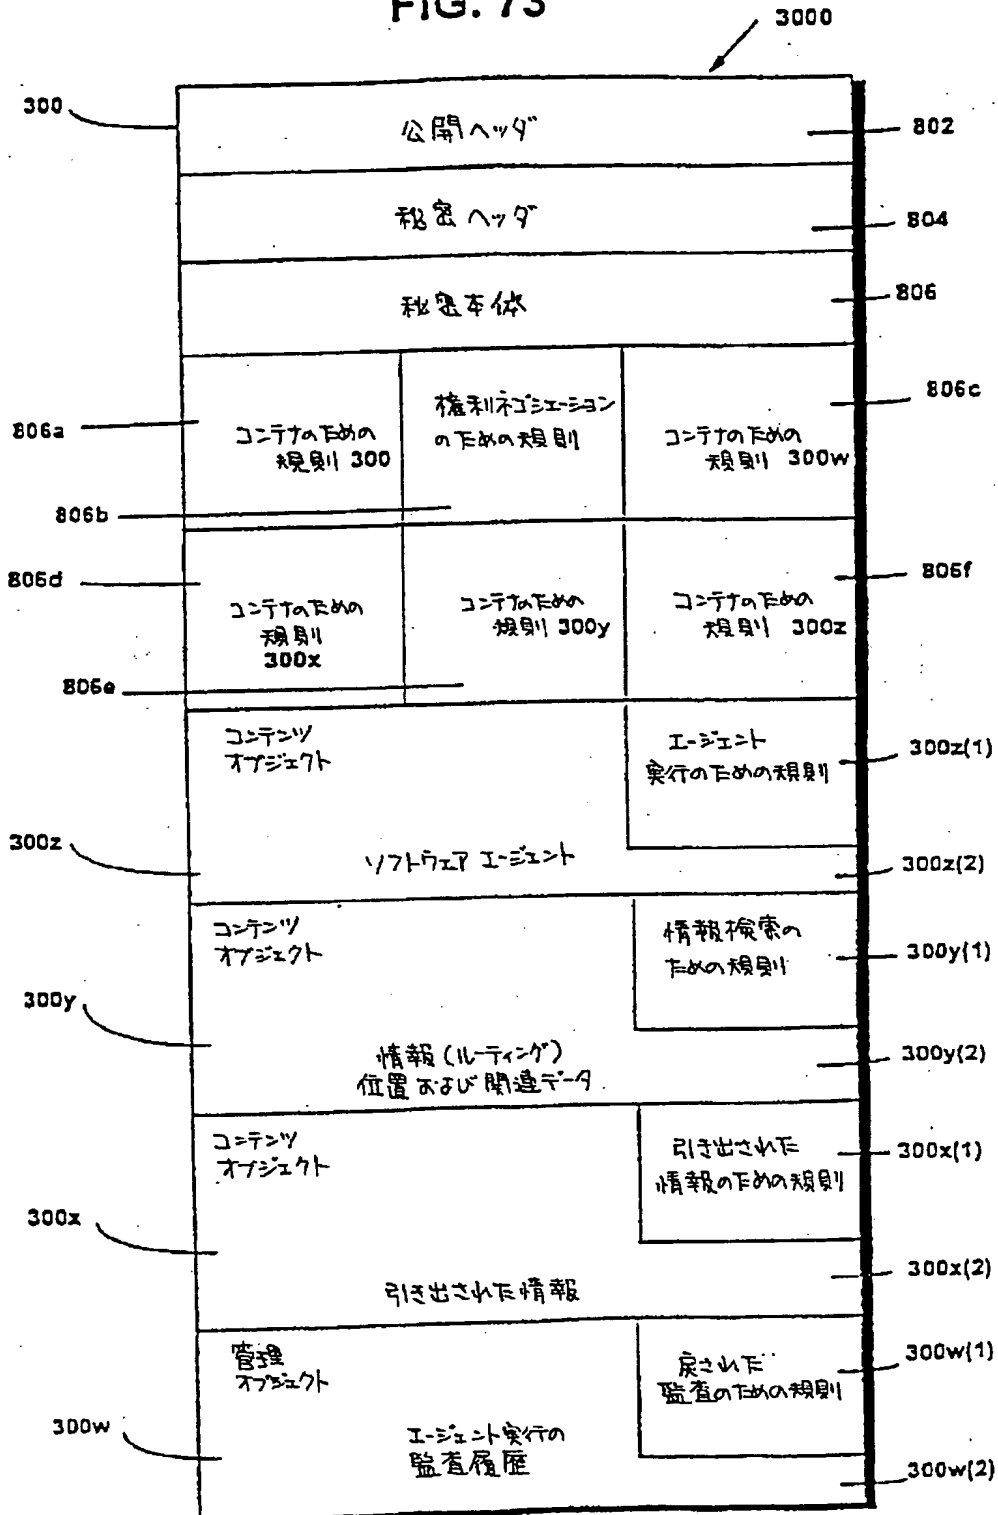 FIG. 73
3000
300
公開ヘッダ
802
秘密ヘッダ
804
秘密本体
806
806a
コンテナのための
規則 300
権利ネゴシエーション
のための規則
806b
コンテナのための
規則 300w
806c
806d
コンテナのための
規則
300x
コンテナのための
規則 300y
806e
コンテナのための
規則 300z
806f
コンテンツ
オブジェクト
エージェント
実行のための規則
300z(1)
300z
ソフトウェア エージェント
300z(2)
コンテンツ
オブジェクト
情報検索の
ための規則
300y(1)
300y
情報(ルーティング)
位置および関連データ
300y(2)
コンテンツ
オブジェクト
引き出された
情報のための規則
300x(1)
300x
引き出された情報
300x(2)
管理
オブジェクト
戻された
監査のための規則
300w(1)
300w
エージェント実行の
監査履歴
300w(2)